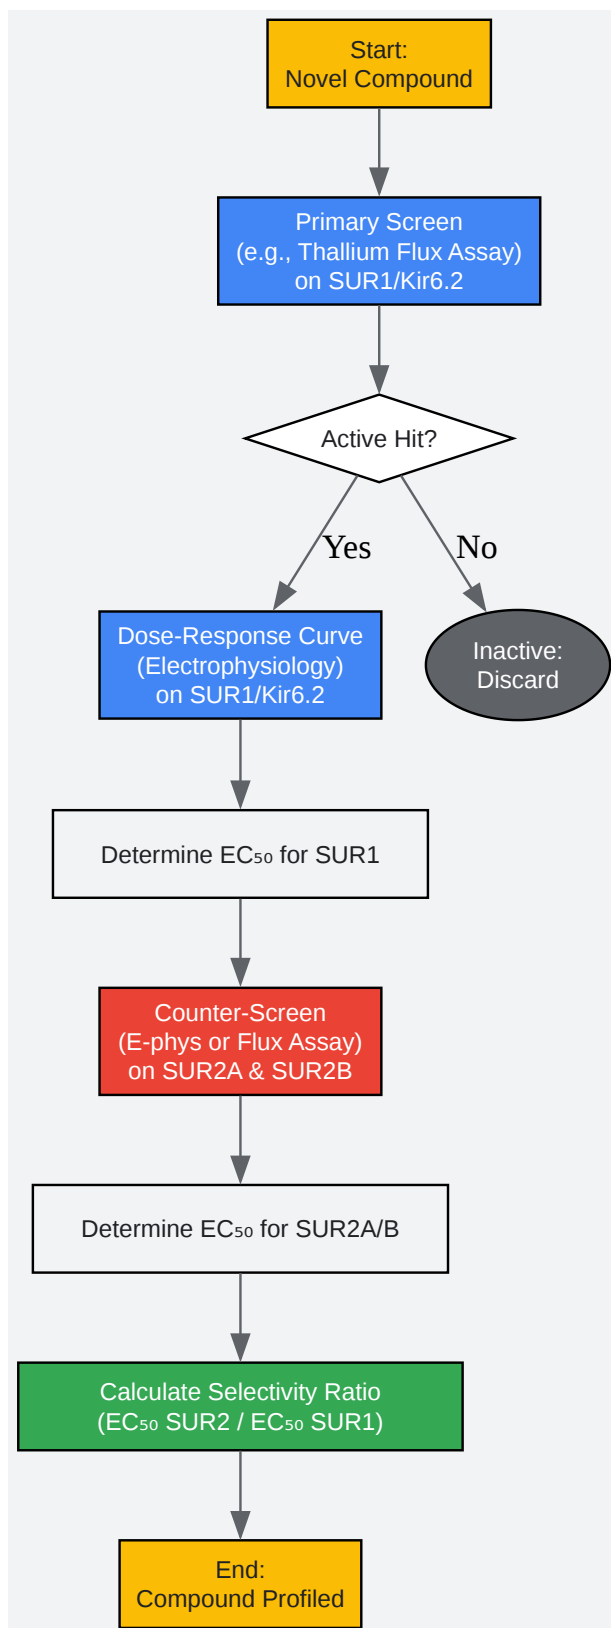 Start:
Novel Compound
Primary Screen
(e.g., Thallium Flux Assay)
on SUR1/Kir6.2
Active Hit?
Yes
No
Dose-Response Curve
(Electrophysiology)
on SUR1/Kir6.2
Inactive:
Discard
Determine EC₅₀ for SUR1
Counter-Screen
(E-phys or Flux Assay)
on SUR2A & SUR2B
Determine EC₅₀ for SUR2A/B
Calculate Selectivity Ratio
(EC₅₀ SUR2 / EC₅₀ SUR1)
End:
Compound Profiled